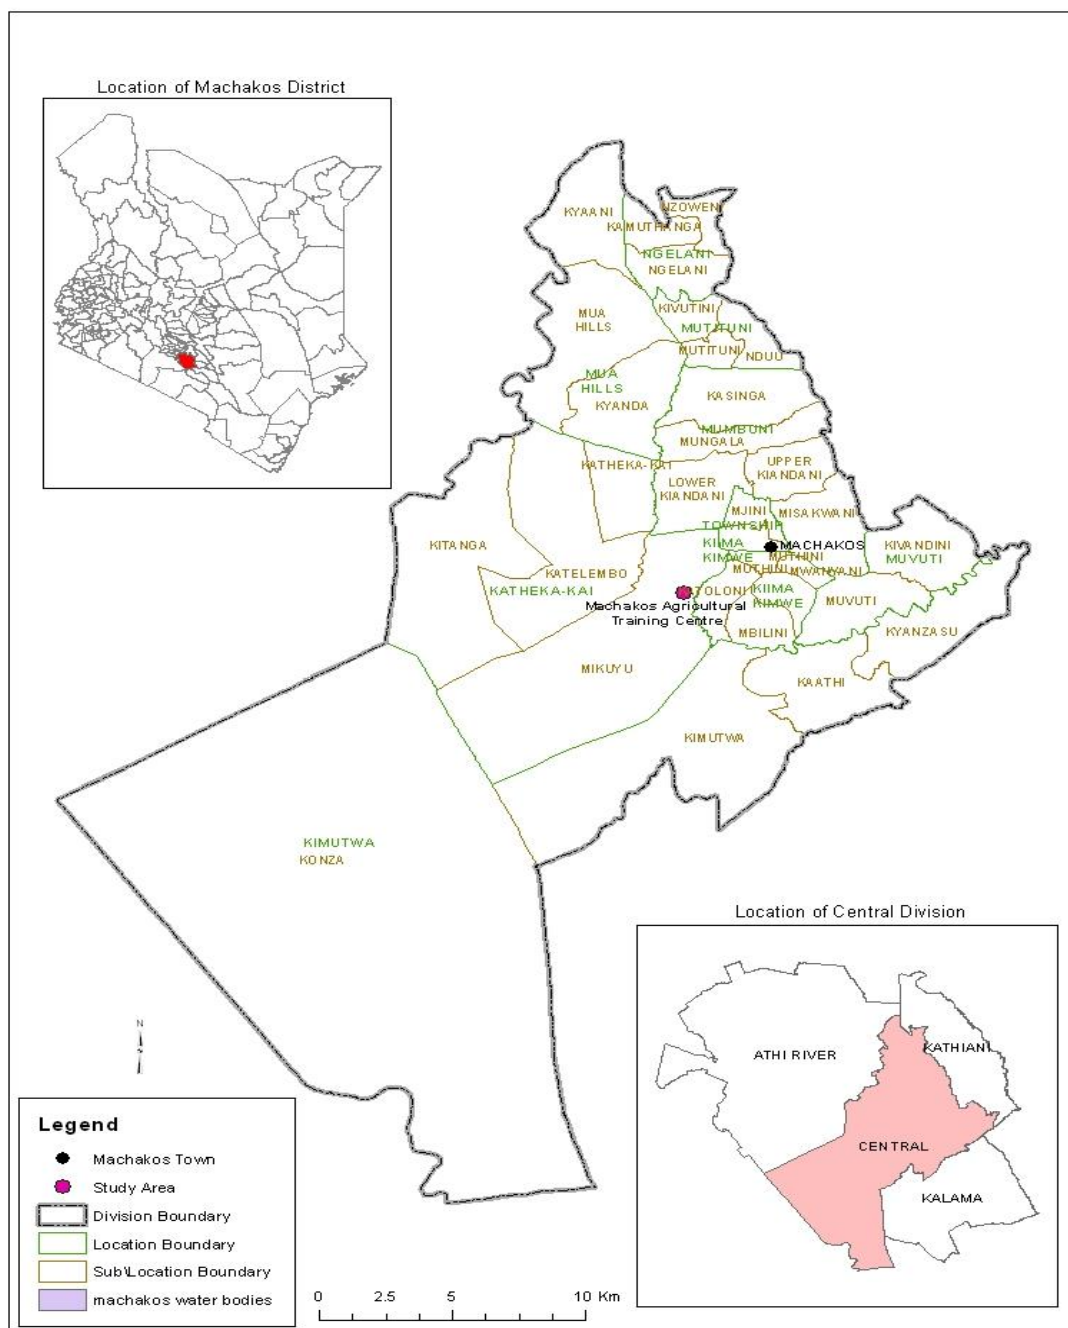 Location of Machakos District
NZOWENI
KYAANI
KAMUTHANGA
NGELANI
NGELANI
KIVUTINI
MUA
HILLS
MUTITUNI
MUTITUNI
NDUU
MUA
HILLS
KYANDA
KASINGA
MUMBUNI
MUNGALA
KATHEKA-KAI
UPPER
KIANDANI
LOWER
KIANDANI
MJINI
MISAKWANI
TOWNSHIP
KITANGA
KIIMA
KIMWE
MACHAKOS
KIVANDINI
MUVUTI
MUTHINI
MUTHINI
MWANYANI
KATELEMBO
KATHEKA-KAI
TOLONI
KIIMA
KIMWE
MUVUTI
Machakos Agricultural
Training Centre
MBILINI
KYANZASU
MIKUYU
KAATHI
KIMUTWA
KIMUTWA
KONZA
Location of Central Division
ATHI RIVER
KATHIANI
CENTRAL
KALAMA
N
Legend
Machakos Town
Study Area
Division Boundary
Location Boundary
Sub\Location Boundary
machakos water bodies
0 2.5 5 10 Km